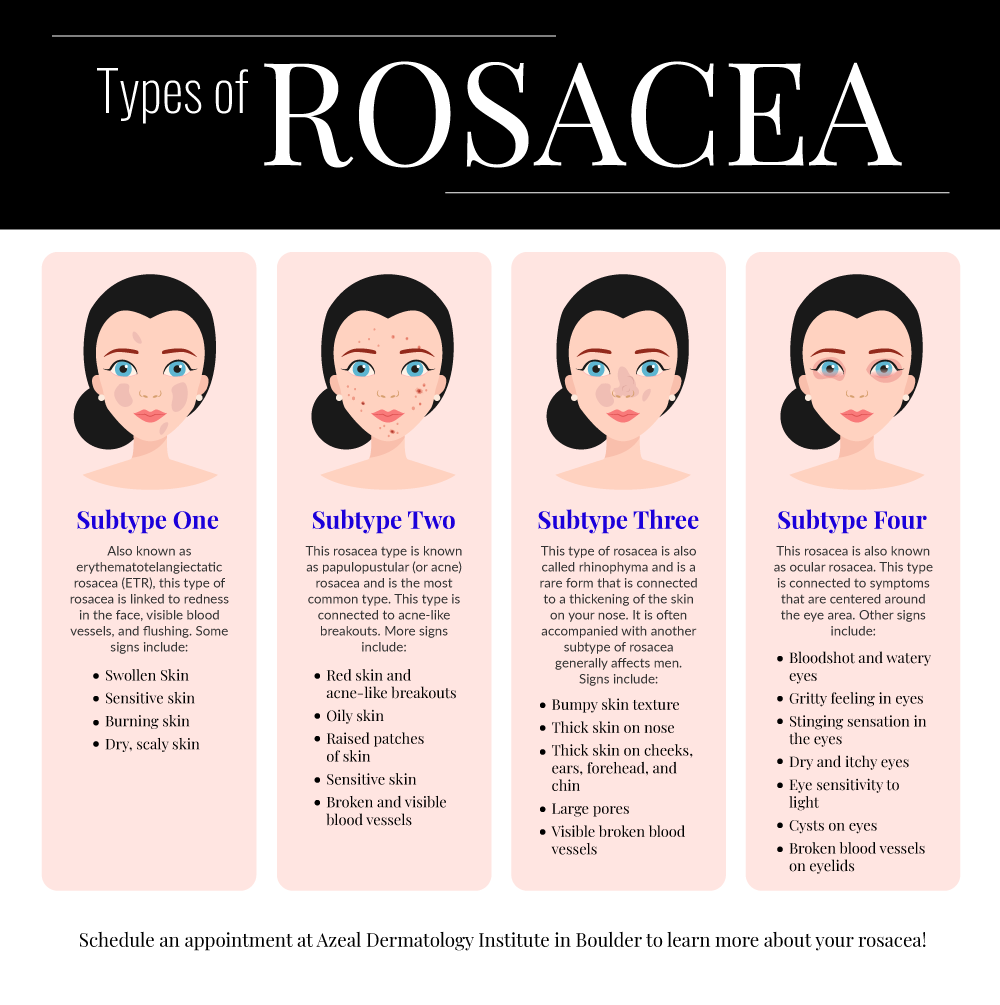 Types of ROSACEA
Subtype One
Also known as
erythematotelangiectatic
rosacea (ETR), this type of
rosacea is linked to redness
in the face, visible blood
vessels, and flushing. Some
signs include:
• Swollen Skin
• Sensitive skin
• Burning skin
• Dry, scaly skin
Subtype Two
This rosacea type is known
as papulopustular (or acne)
rosacea and is the most
common type. This type is
connected to acne-like
breakouts. More signs
include:
• Red skin and
acne-like breakouts
• Oily skin
• Raised patches
of skin
• Sensitive skin
• Broken and visible
blood vessels
Subtype Three
This type of rosacea is also
called rhinophyma and is a
rare form that is connected
to a thickening of the skin
on your nose. It is often
accompanied with another
subtype of rosacea
generally affects men.
Signs include:
• Bumpy skin texture
• Thick skin on nose
• Thick skin on cheeks,
ears, forehead, and
chin
• Large pores
• Visible broken blood
vessels
Subtype Four
This rosacea is also known
as ocular rosacea. This type
is connected to symptoms
that are centered around
the eye area. Other signs
include:
• Bloodshot and watery
eyes
• Gritty feeling in eyes
• Stinging sensation in
the eyes
• Dry and itchy eyes
• Eye sensitivity to
light
• Cysts on eyes
• Broken blood vessels
on eyelids
Schedule an appointment at Azeal Dermatology Institute in Boulder to learn more about your rosacea!